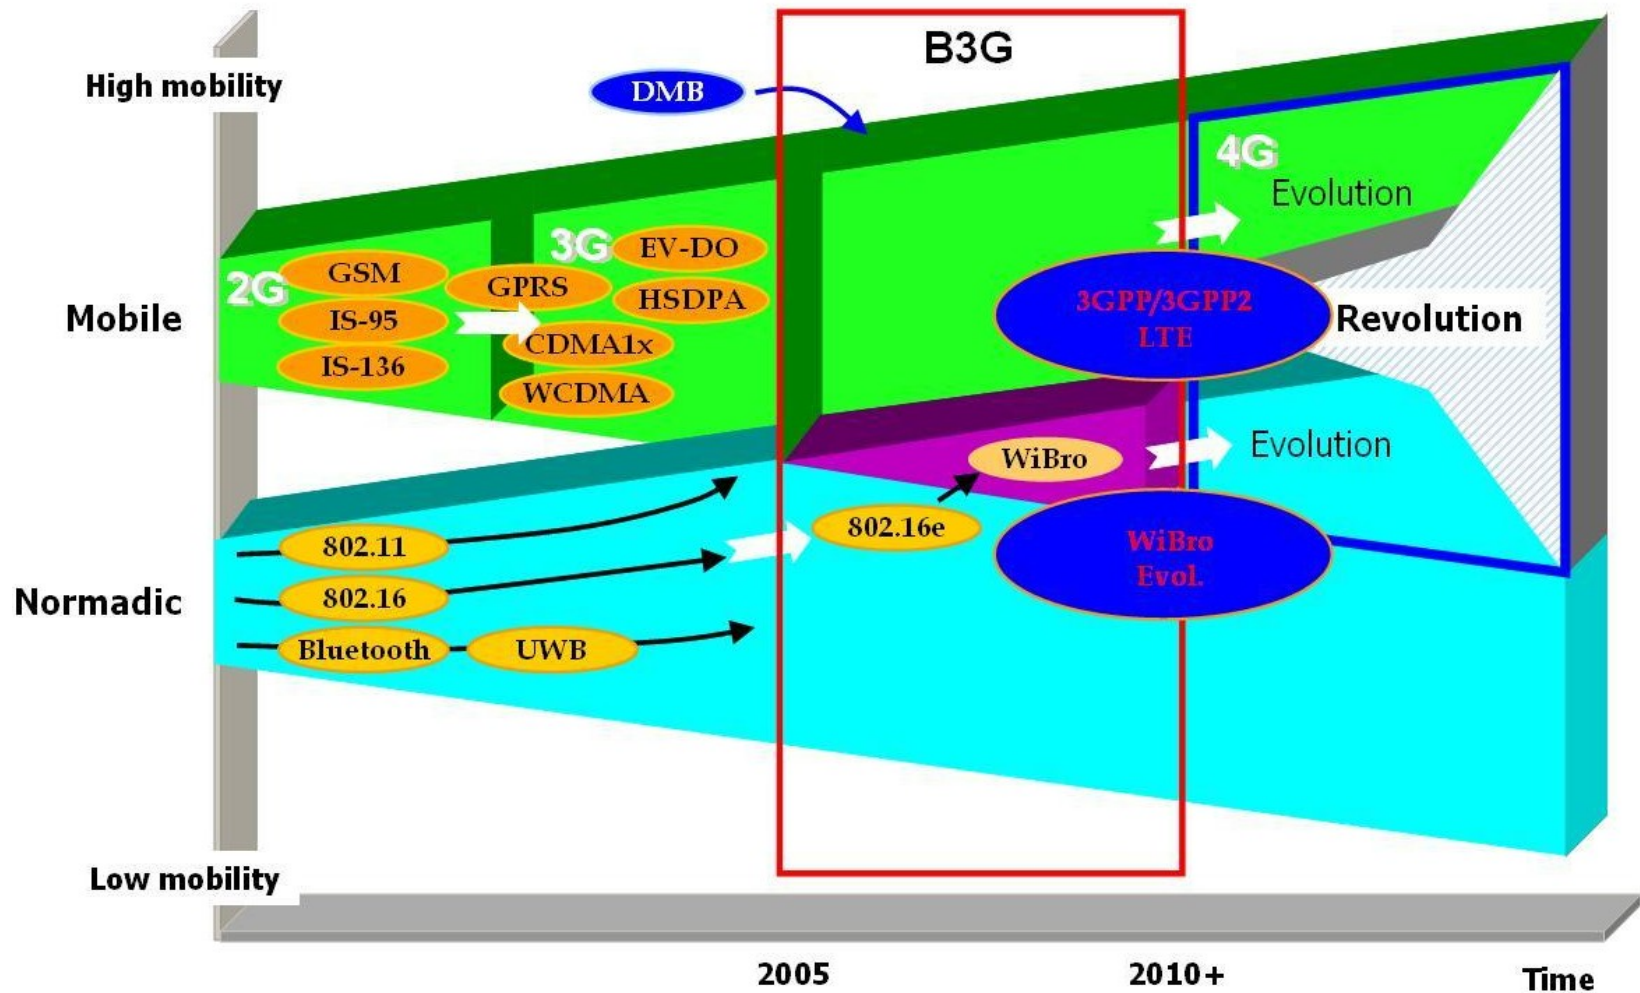 B3G
High mobility
DMB
4G
Evolution
3G
EV-DO
2G
GSM
GPRS
HSDPA
3GPP/3GPP2
LTE
Mobile
IS-95
Revolution
CDMA1x
IS-136
WCDMA
WiBro
Evolution
802.11
802.16e
WiBro
Evol.
Normadic
802.16
Bluetooth
UWB
Low mobility
2005
2010+
Time